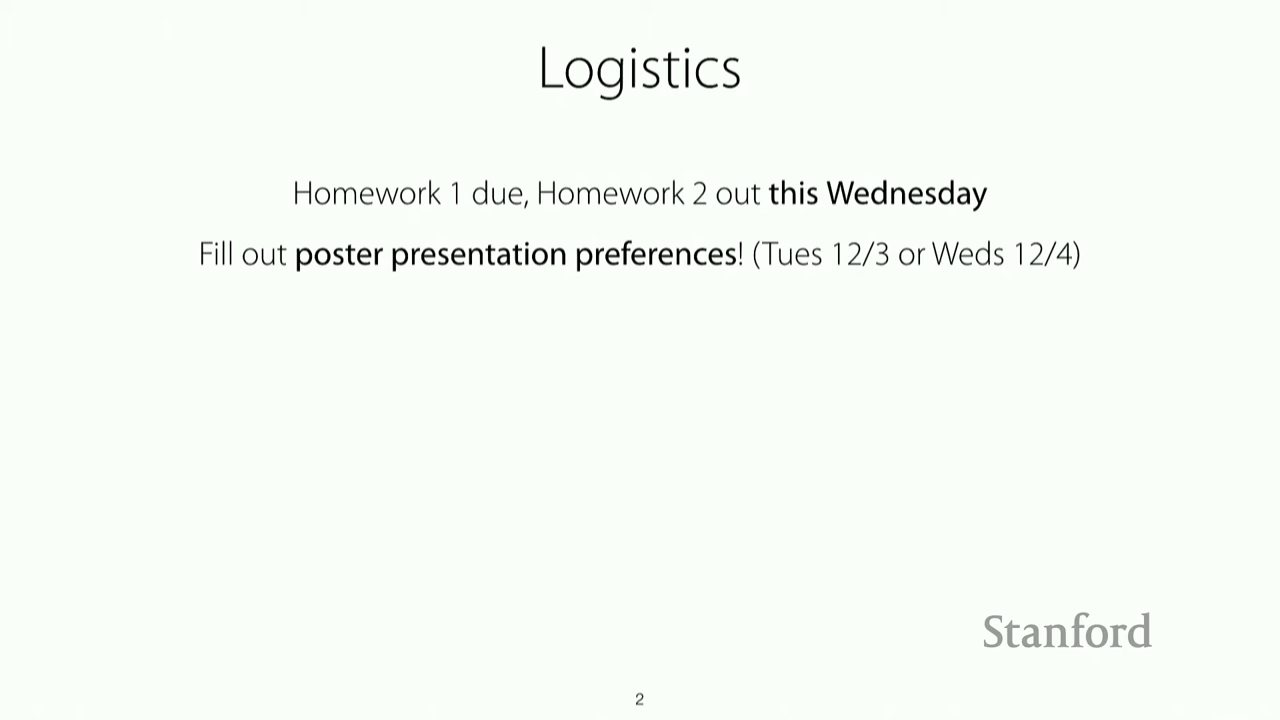 Logistics
Homework 1 due, Homework 2 out this Wednesday
Fill out poster presentation preferences! (Tues 12/3 or Weds 12/4)
Stanford
2